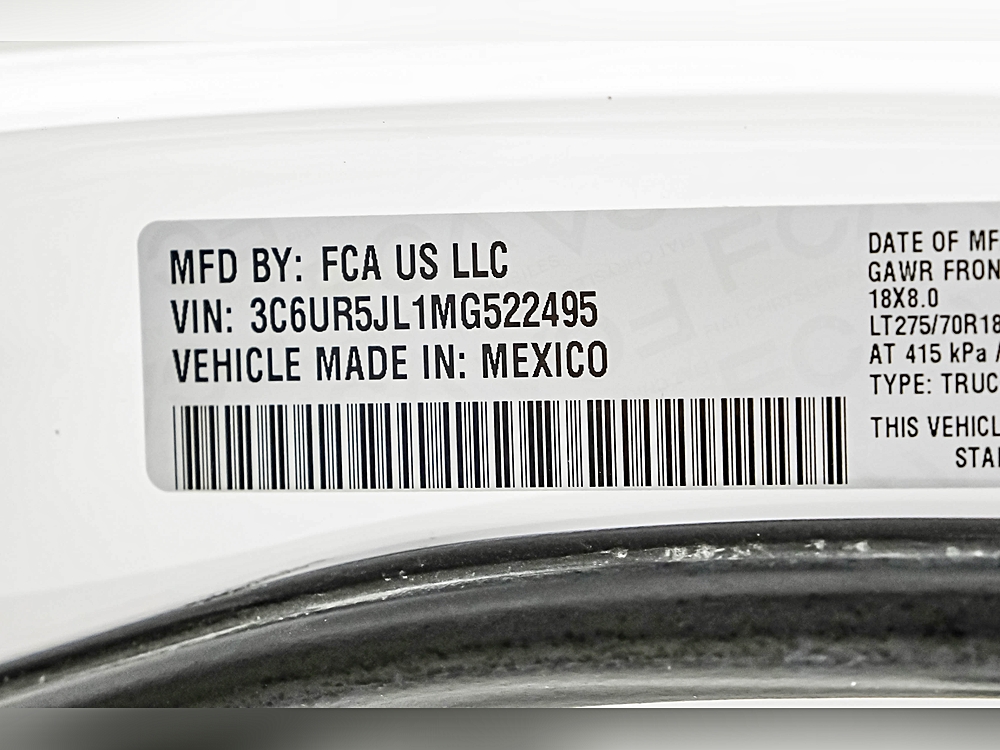 MFD BY: FCA US LLC
VIN: 3C6UR5JL1MG522495
VEHICLE MADE IN: MEXICO
DATE OF MF
GAWR FRON
18X8.0
LT275/70R18
AT 415 kPa /
TYPE: TRUC
THIS VEHICL
STA